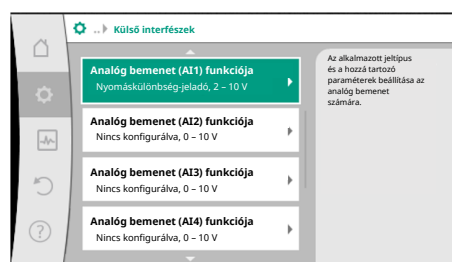 .. Külső interfészek
Analóg bemenet (AI1) funkciója
Nyomáskülönbség-jeladó, 2 – 10 V
Analóg bemenet (AI2) funkciója
Nincs konfigurálva, 0 – 10 V
Analóg bemenet (AI3) funkciója
Nincs konfigurálva, 0 – 10 V
Analóg bemenet (AI4) funkciója
Nincs konfigurálva, 0 – 10 V
Az alkalmazott jeltípus
és a hozzá tartozó
paraméterek beállítása az
analóg bemenet
számára.